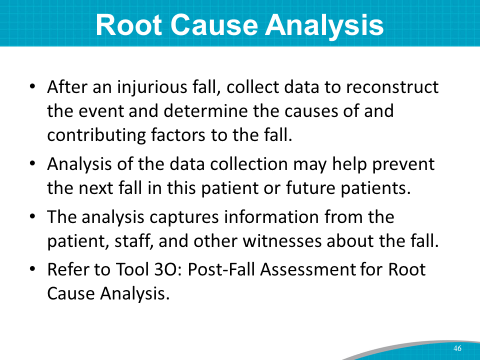 Root Cause Analysis
• After an injurious fall, collect data to reconstruct
the event and determine the causes of and
contributing factors to the fall.
• Analysis of the data collection may help prevent
the next fall in this patient or future patients.
• The analysis captures information from the
patient, staff, and other witnesses about the fall.
• Refer to Tool 3O: Post-Fall Assessment for Root
Cause Analysis.
46